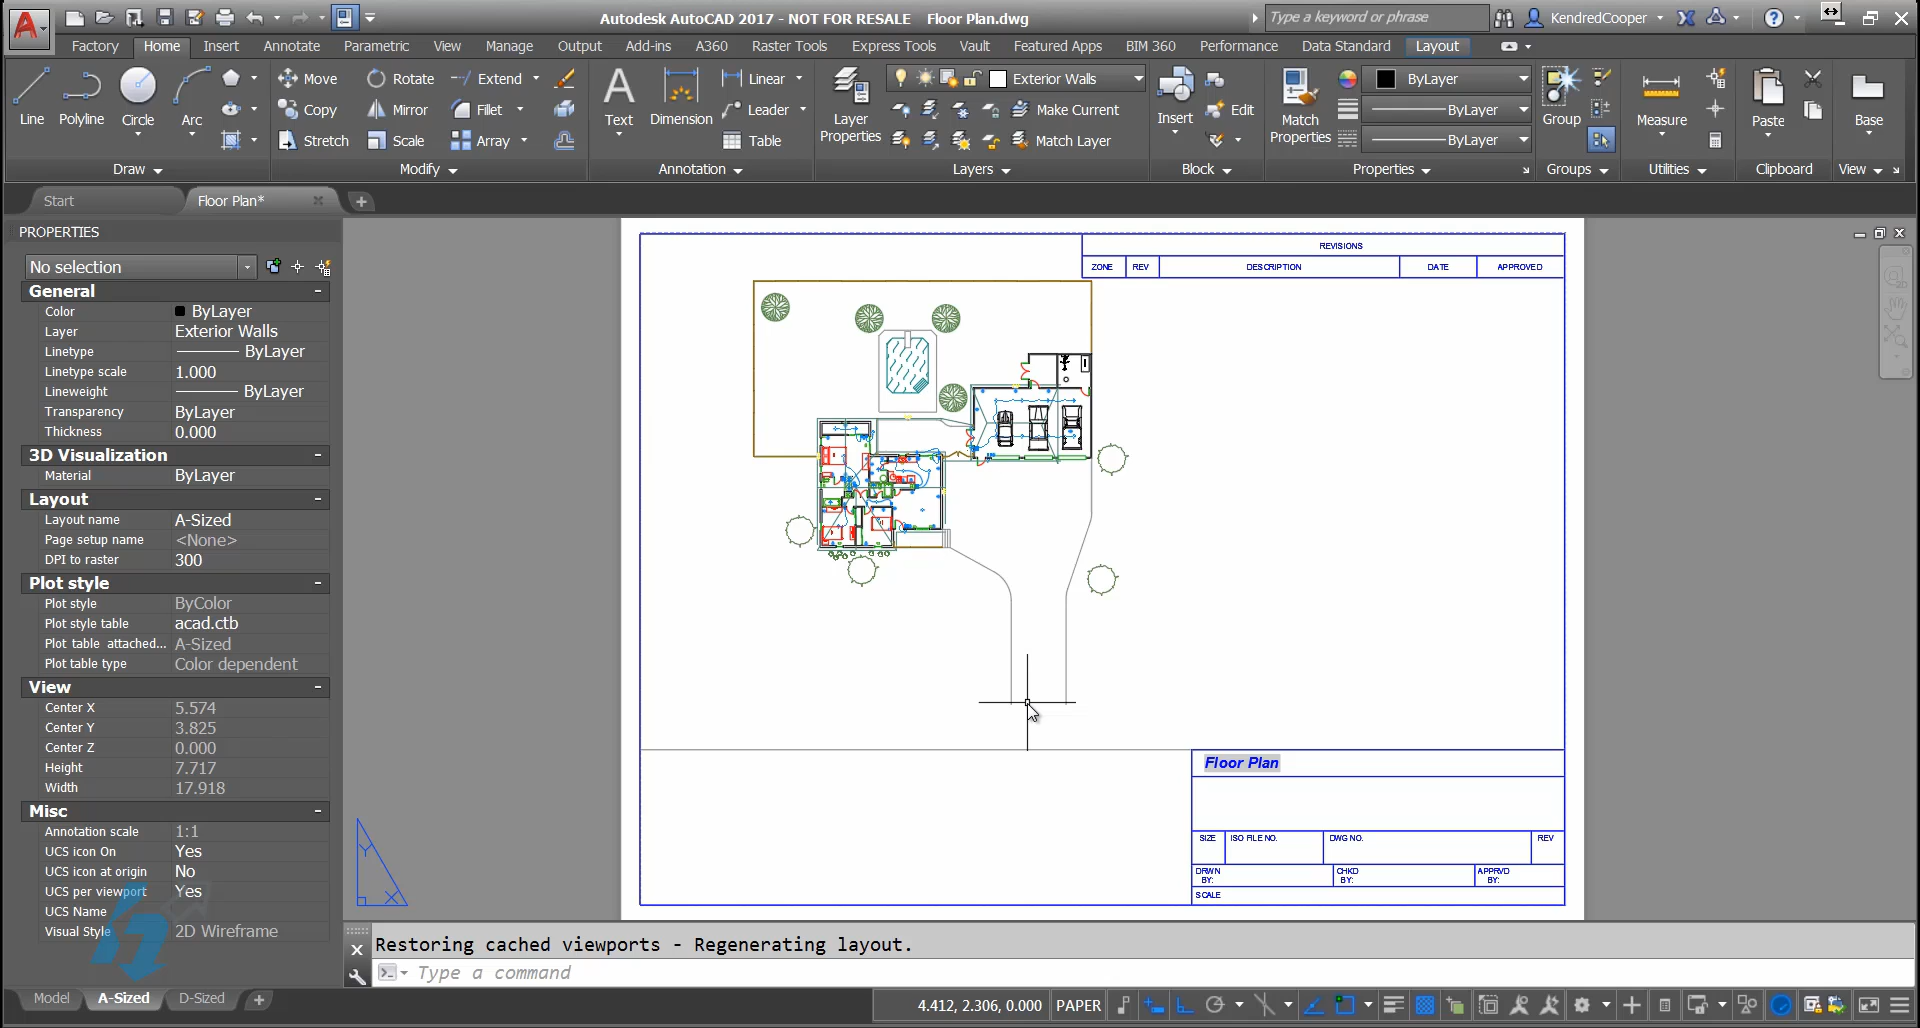 Autodesk AutoCAD 2017 - NOT FOR RESALE Floor Plan.dwg
Type a keyword or phrase
KendredCooper
Factory Home Insert Annotate Parametric View Manage Output Add-ins A360 Raster Tools Express Tools Vault Featured Apps BIM 360 Performance Data Standard Layout
Line
Polyline
Circle
Arc
Draw
Move
Rotate
Extend
Copy
Mirror
Fillet
Stretch
Scale
Array
Modify
Text
Dimension
Linear
Leader
Table
Annotation
Layer
Properties
Exterior Walls
Make Current
Match Layer
Layers
Insert
Edit
Block
Match
Properties
ByLayer
ByLayer
ByLayer
Properties
Group
Groups
Measure
Utilities
Paste
Clipboard
Base
View
Start
Floor Plan*
PROPERTIES
No selection
General
Color ByLayer
Layer Exterior Walls
Linetype ByLayer
Linetype scale 1.000
Lineweight ByLayer
Transparency ByLayer
Thickness 0.000
3D Visualization
Material ByLayer
Layout
Layout name A-Sized
Page setup name <None>
DPI to raster 300
Plot style
Plot style ByColor
Plot style table acad.ctb
Plot table attached... A-Sized
Plot table type Color dependent
View
Center X 5.574
Center Y 3.825
Center Z 0.000
Height 7.717
Width 17.918
Misc
Annotation scale 1:1
UCS icon On Yes
UCS icon at origin No
UCS per viewport Yes
UCS Name
Visual Style 2D Wireframe
REVISIONS
ZONE REV DESCRIPTION DATE APPROVED
Floor Plan
SIZE ISO FILE NO. DWG NO. REV
DRWN
BY:
CHKD
BY:
APPRVD
BY:
SCALE
Y
X
Restoring cached viewports - Regenerating layout.
Type a command
Model A-Sized D-Sized
4.412, 2.306, 0.000 PAPER